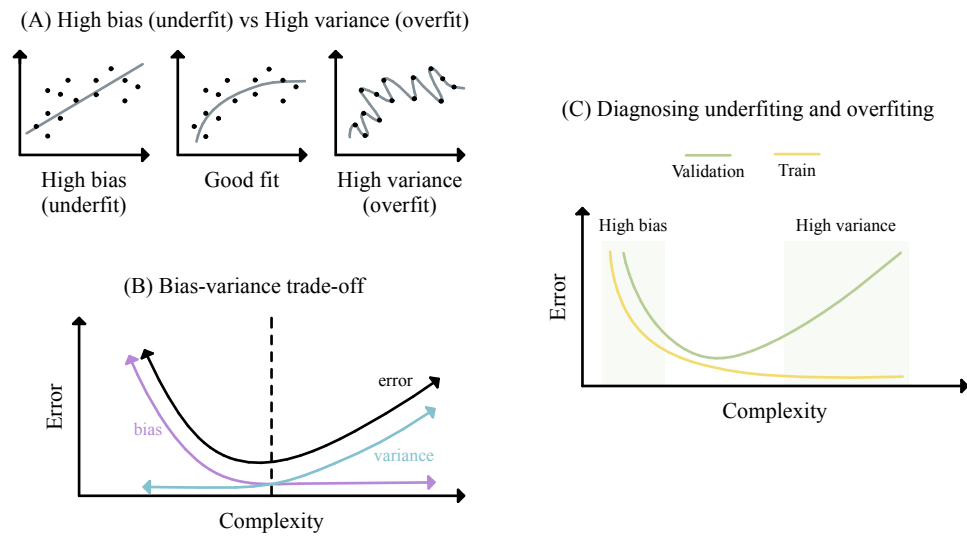 (A) High bias (underfit) vs High variance (overfit)
High bias
(underfit)
Good fit
High variance
(overfit)
(B) Bias-variance trade-off
Error
bias
error
variance
Complexity
(C) Diagnosing underfiting and overfiting
Validation
Train
High bias
High variance
Error
Complexity